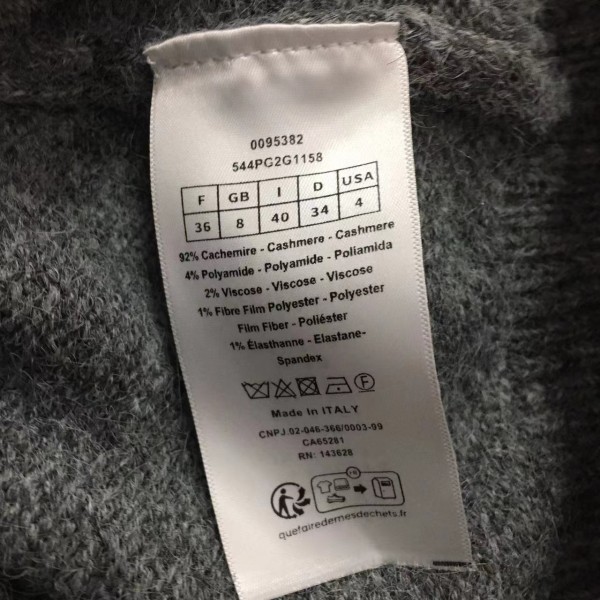 0095382
544PG2G1158
F GB I D USA
36 8 40 34 4
92% Cachemire - Cashmere - Cashmere
4% Polyamide - Polyamide - Poliamida
2% Viscose - Viscose - Viscose
1% Fibre Film Polyester - Polyester
Film Fiber - Poliéster
1% Élasthanne - Elastane-
Spandex
F
Made In ITALY
CNPJ.02-046-366/0003-99
CA65281
RN: 143628
quefairedemesdechets.fr